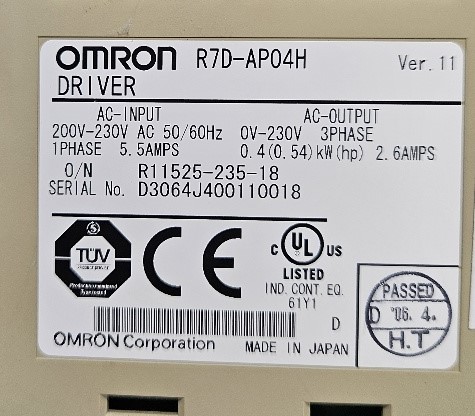 OMRON R7D-AP04H Ver. 11
DRIVER
AC-INPUT AC-OUTPUT
200V-230V AC 50/60Hz 0V-230V 3PHASE
1PHASE 5.5AMPS 0.4(0.54)kW(hp) 2.6AMPS
O/N R11525-235-18
SERIAL No. D3064J400110018
TÜV
C UL US
LISTED
IND. CONT. EQ.
61Y1
CE
D
OMRON Corporation MADE IN JAPAN
PASSED
D '06. 4.
H.T